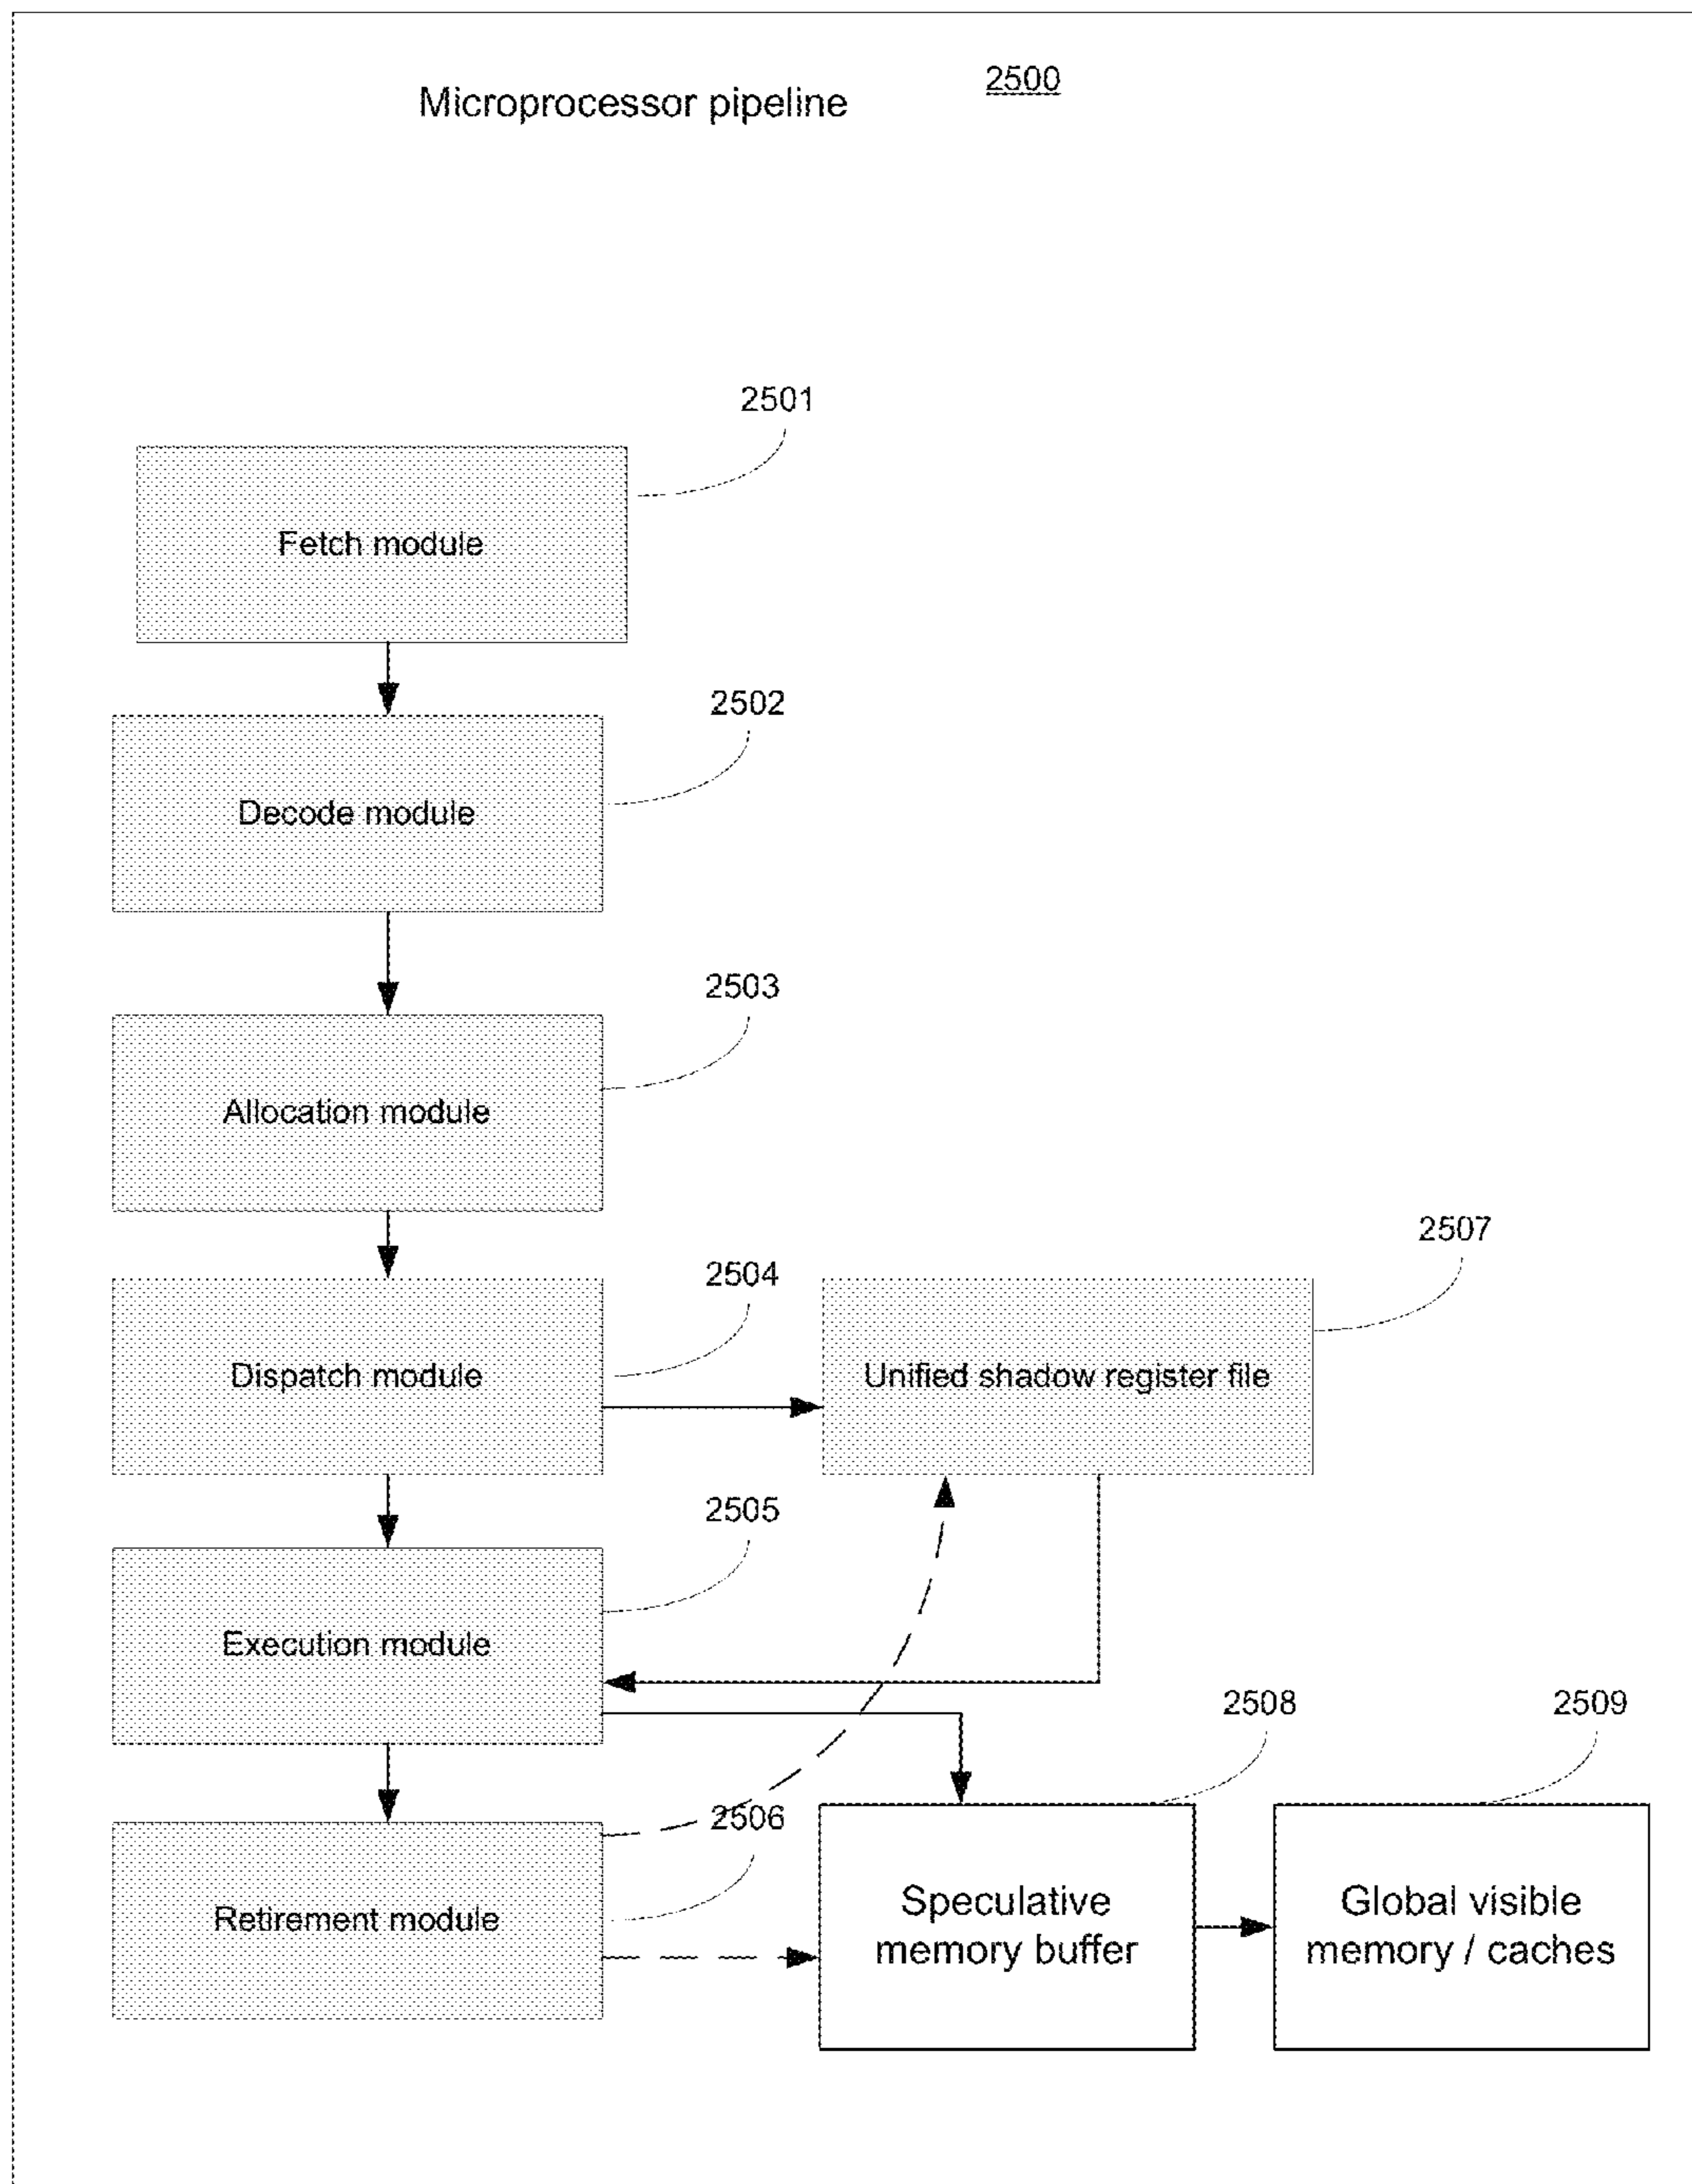 Microprocessor pipeline
2500
2501
Fetch module
2502
Decode module
2503
Allocation module
2504
Dispatch module
2507
Unified shadow register file
2505
Execution module
2506
Retirement module
2508
Speculative
memory buffer
2509
Global visible
memory / caches